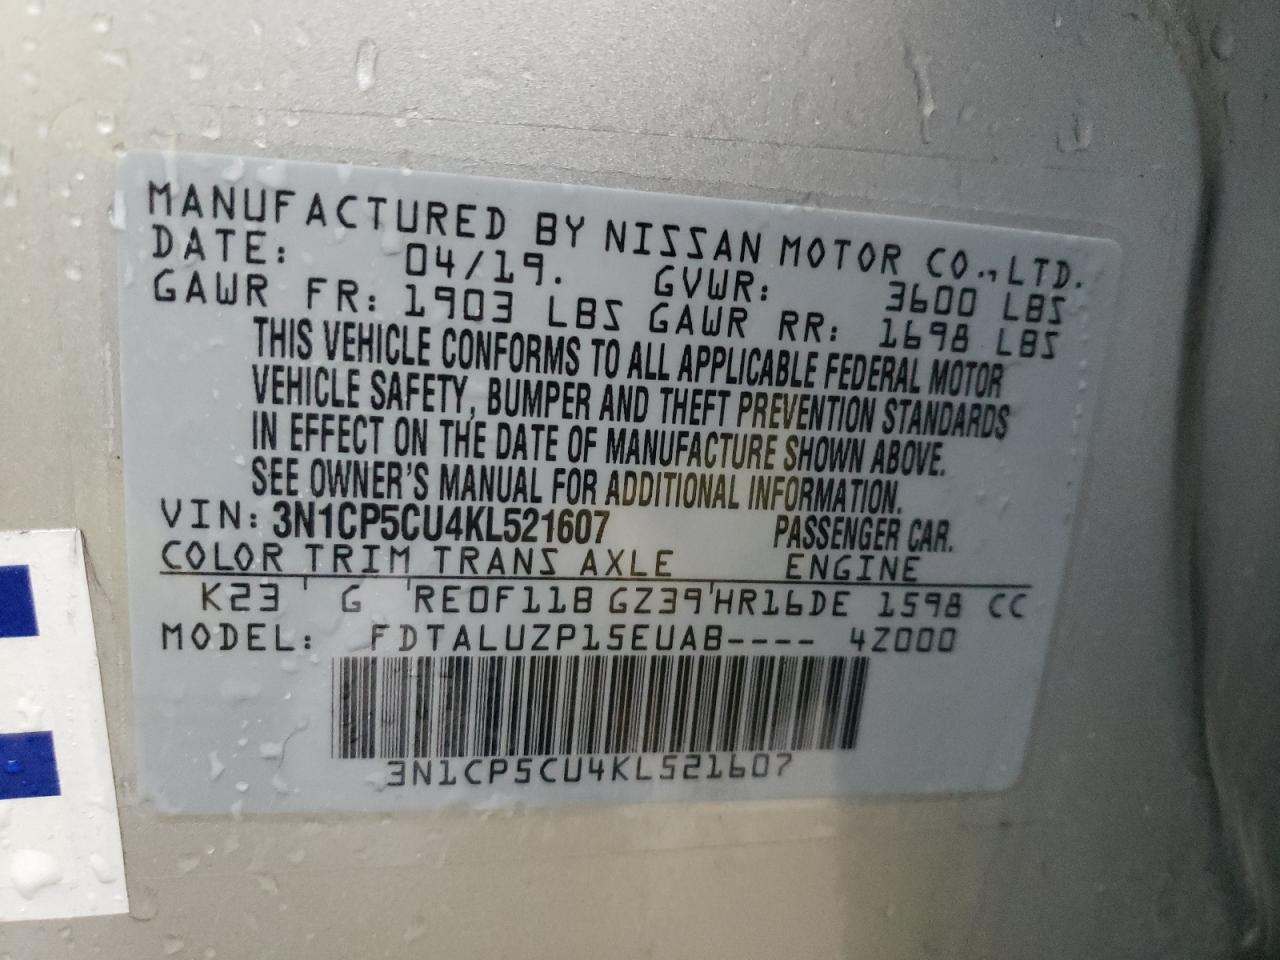 MANUFACTURED BY NISSAN MOTOR CO., LTD.
DATE: 04/19. GVWR: 3600 LBS
GAWR FR: 1903 LBS GAWR RR: 1698 LBS
THIS VEHICLE CONFORMS TO ALL APPLICABLE FEDERAL MOTOR
VEHICLE SAFETY, BUMPER AND THEFT PREVENTION STANDARDS
IN EFFECT ON THE DATE OF MANUFACTURE SHOWN ABOVE.
SEE OWNER'S MANUAL FOR ADDITIONAL INFORMATION.
VIN: 3N1CP5CU4KL521607 PASSENGER CAR.
COLOR TRIM TRANS AXLE ENGINE
K23 ' G 'RE0F11B GZ39'HR16DE 1598 CC
MODEL: FDTALUZP15EUAB---- 4Z000
3N1CP5CU4KL521607